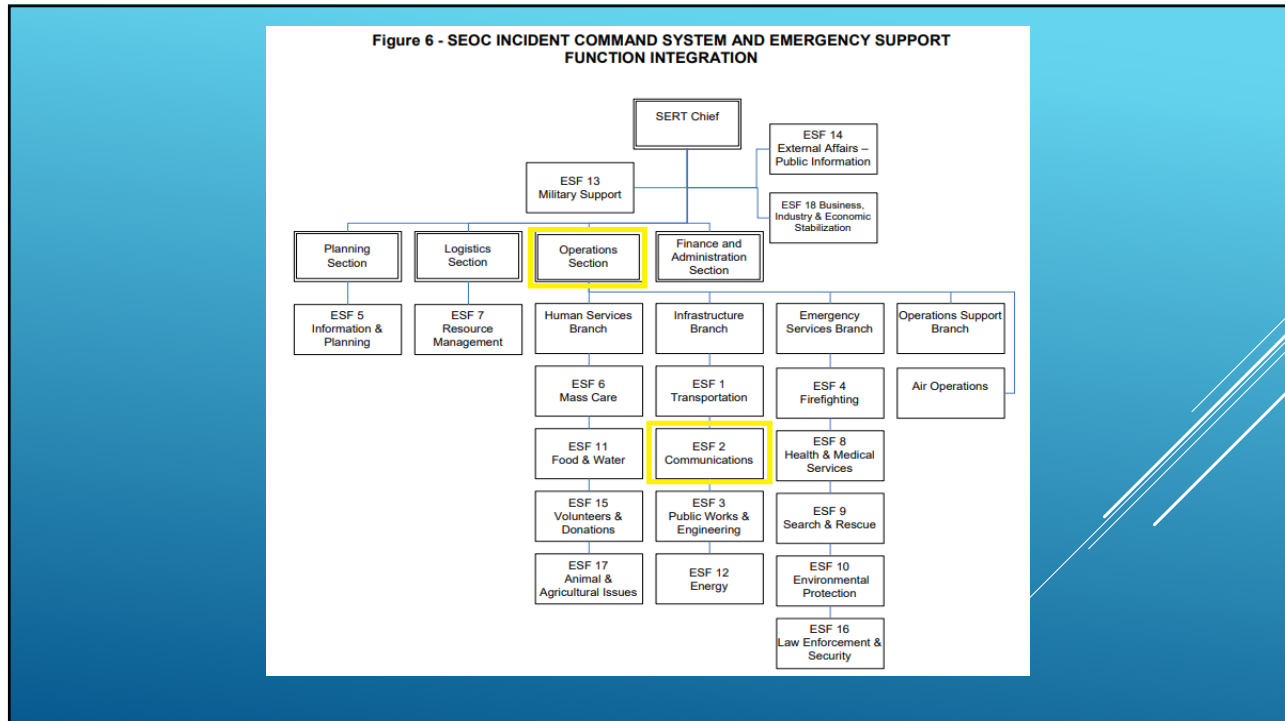 Figure 6 - SEOC INCIDENT COMMAND SYSTEM AND EMERGENCY SUPPORT
FUNCTION INTEGRATION
SERT Chief
ESF 14
External Affairs –
Public Information
ESF 13
Military Support
ESF 18 Business,
Industry & Economic
Stabilization
Planning
Section
Logistics
Section
Operations
Section
Finance and
Administration
Section
ESF 5
Information &
Planning
ESF 7
Resource
Management
Human Services
Branch
Infrastructure
Branch
Emergency
Services Branch
Operations Support
Branch
ESF 6
Mass Care
ESF 1
Transportation
ESF 4
Firefighting
Air Operations
ESF 11
Food & Water
ESF 2
Communications
ESF 8
Health & Medical
Services
ESF 15
Volunteers &
Donations
ESF 3
Public Works &
Engineering
ESF 9
Search & Rescue
ESF 17
Animal &
Agricultural Issues
ESF 12
Energy
ESF 10
Environmental
Protection
ESF 16
Law Enforcement &
Security